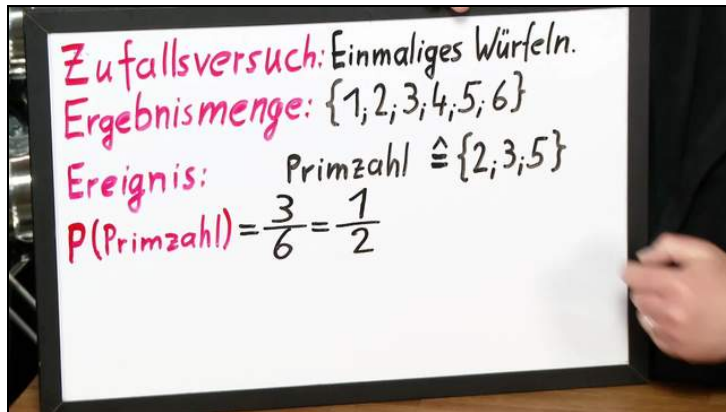 Zufallsversuch: Einmaliges Würfeln.
Ergebnismenge: {1;2;3;4;5;6}
Ereignis: Primzahl ≙ {2;3;5}
P(Primzahl) = 3/6 = 1/2